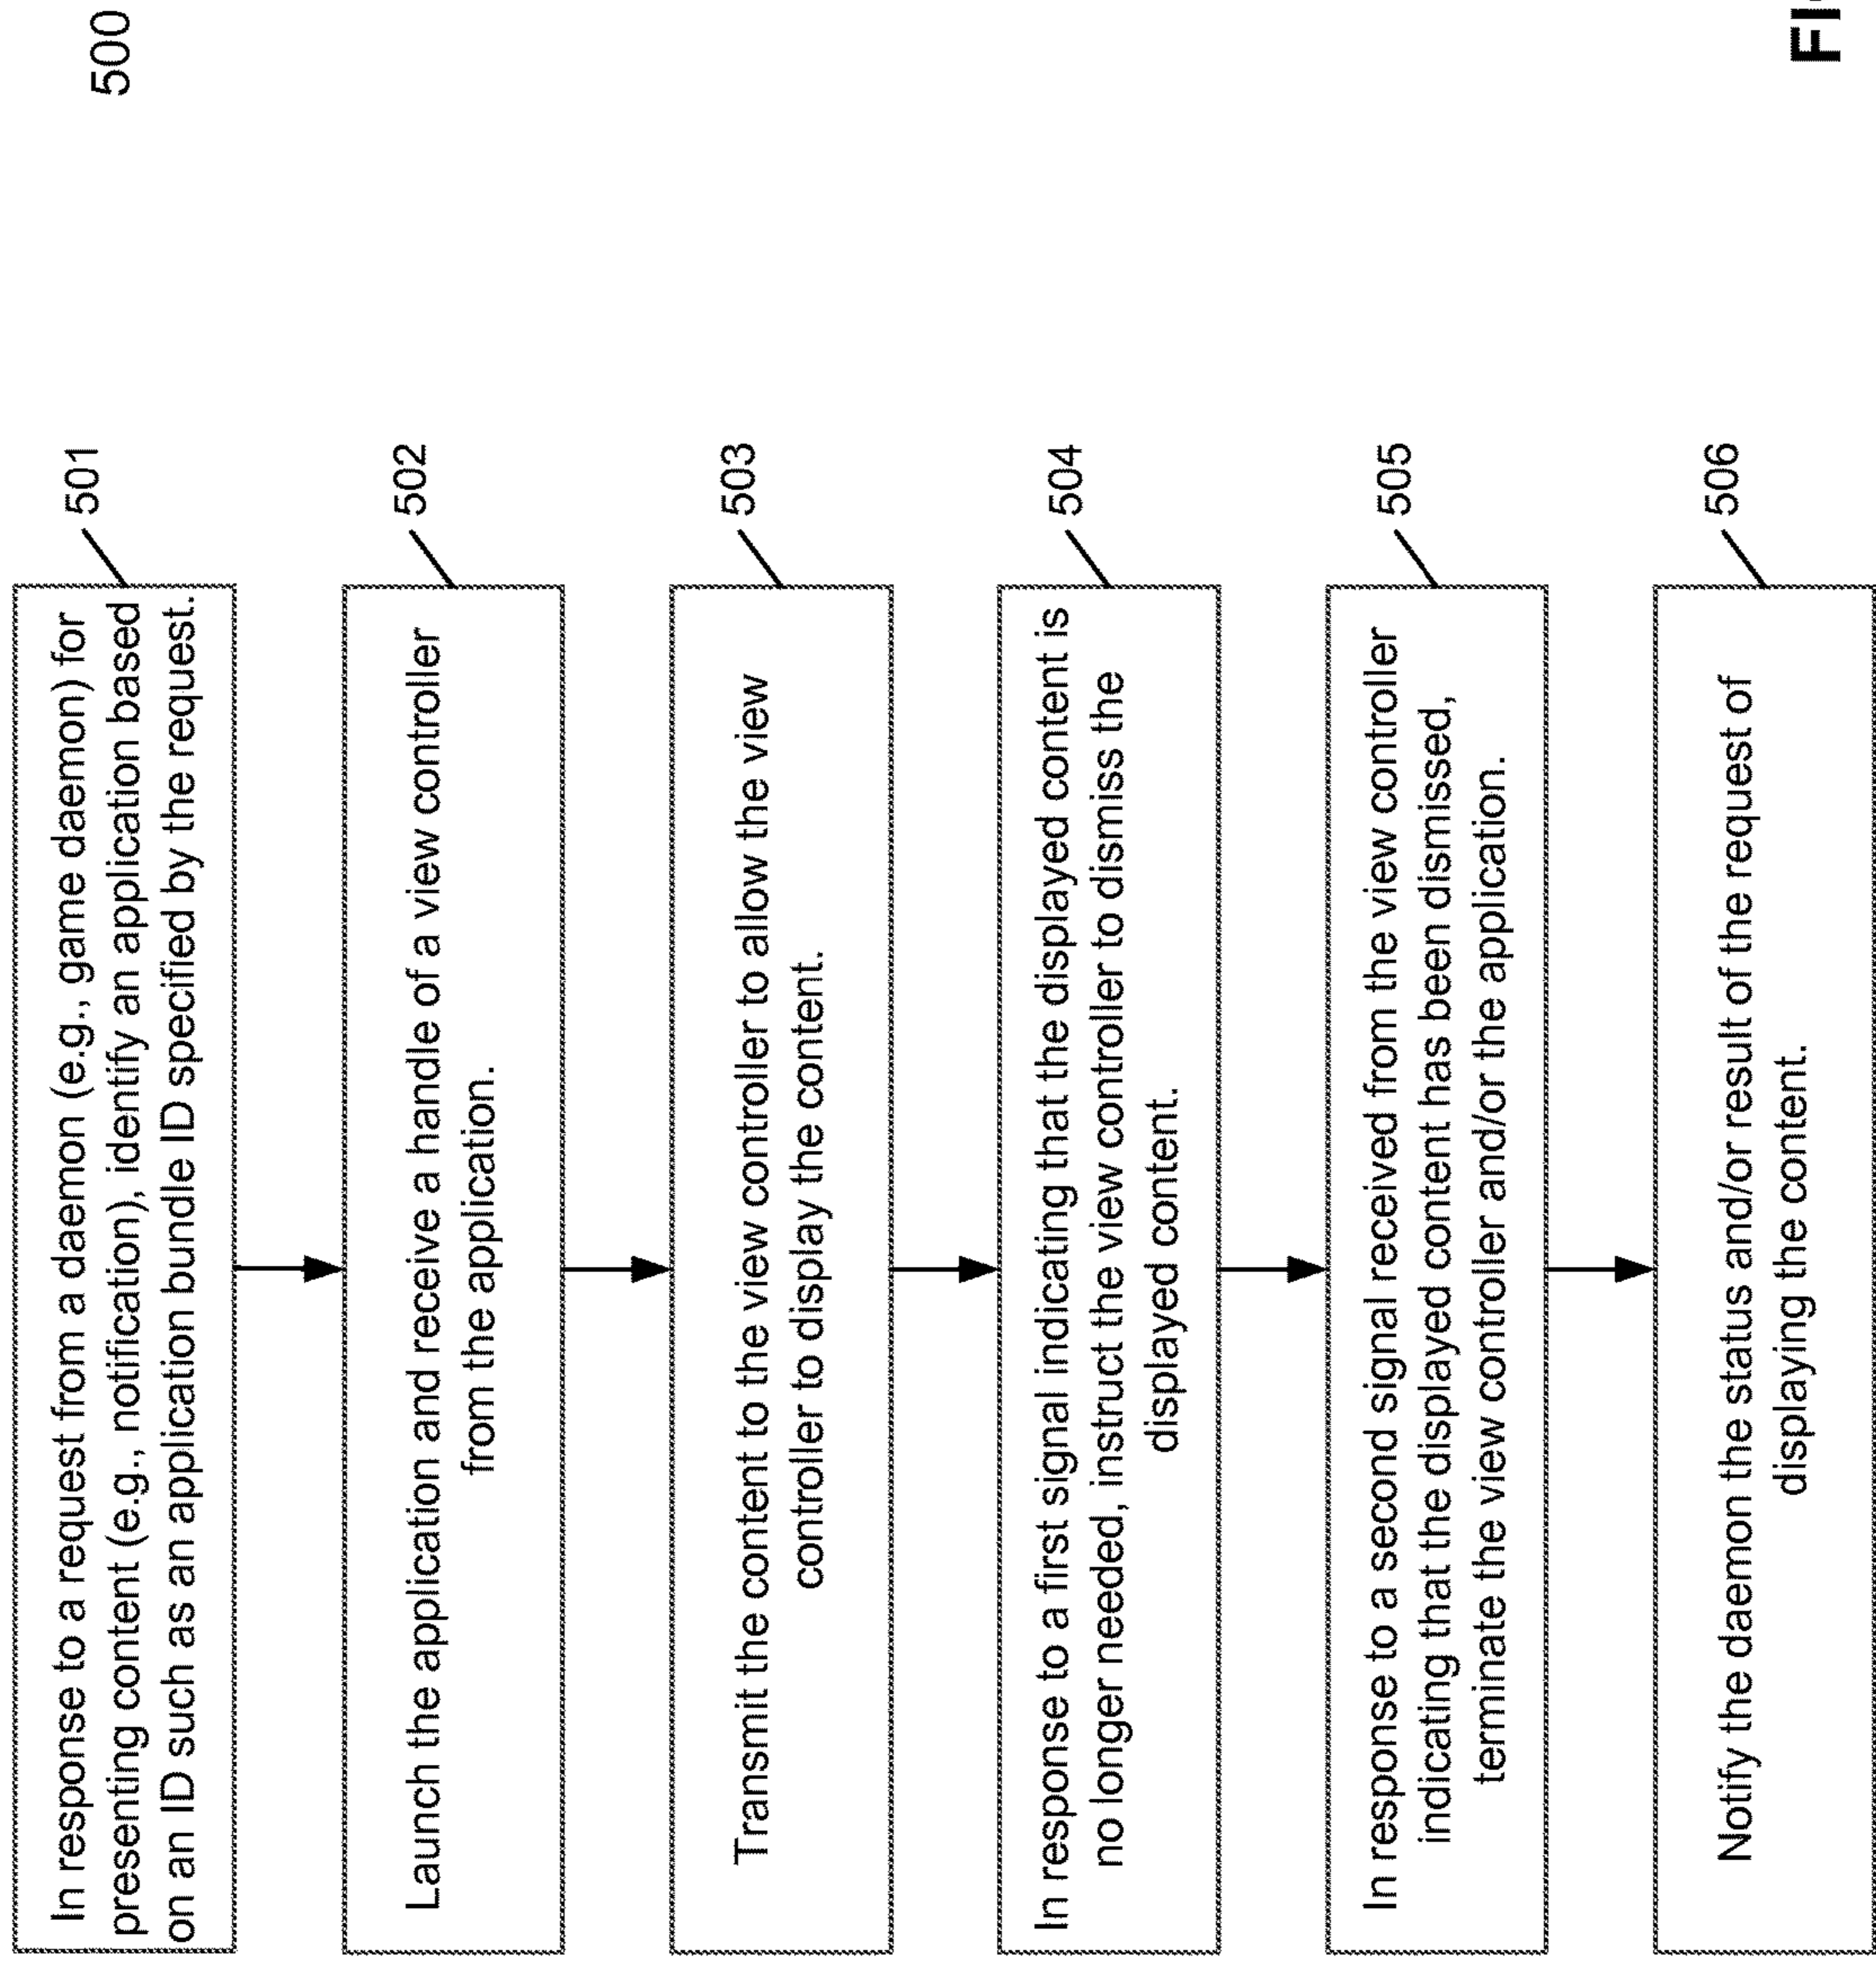 500
In response to a request from a daemon (e.g., game daemon) for
presenting content (e.g., notification), identify an application based
on an ID such as an application bundle ID specified by the request.
501
Launch the application and receive a handle of a view controller
from the application.
502
Transmit the content to the view controller to allow the view
controller to display the content.
503
In response to a first signal indicating that the displayed content is
no longer needed, instruct the view controller to dismiss the
displayed content.
504
In response to a second signal received from the view controller
indicating that the displayed content has been dismissed,
terminate the view controller and/or the application.
505
Notify the daemon the status and/or result of the request of
displaying the content.
506